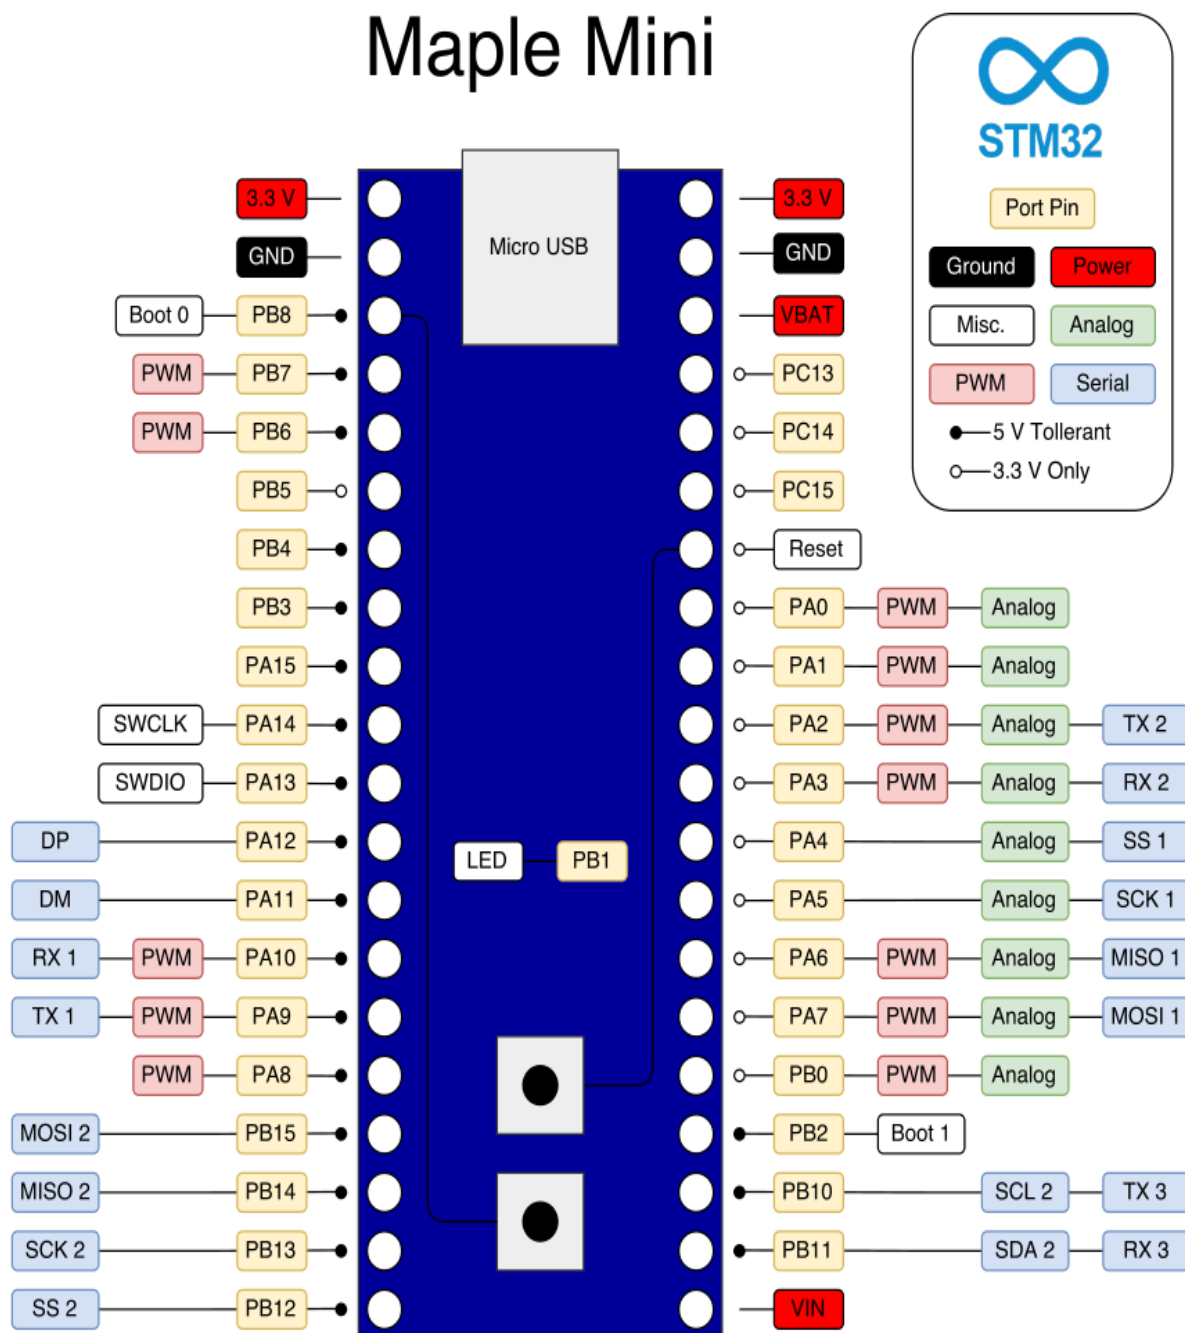 Maple Mini
STM32
Port Pin
Ground Power
Misc. Analog
PWM Serial
5 V Tollerant
3.3 V Only
Micro USB
3.3 V
GND
Boot 0 PB8
PWM PB7
PWM PB6
PB5
PB4
PB3
PA15
SWCLK PA14
SWDIO PA13
DP PA12
DM PA11
RX 1 PWM PA10
TX 1 PWM PA9
PWM PA8
MOSI 2 PB15
MISO 2 PB14
SCK 2 PB13
SS 2 PB12
LED PB1
3.3 V
GND
VBAT
PC13
PC14
PC15
Reset
PA0 PWM Analog
PA1 PWM Analog
PA2 PWM Analog TX 2
PA3 PWM Analog RX 2
PA4 Analog SS 1
PA5 Analog SCK 1
PA6 PWM Analog MISO 1
PA7 PWM Analog MOSI 1
PB0 PWM Analog
PB2 Boot 1
PB10 SCL 2 TX 3
PB11 SDA 2 RX 3
VIN